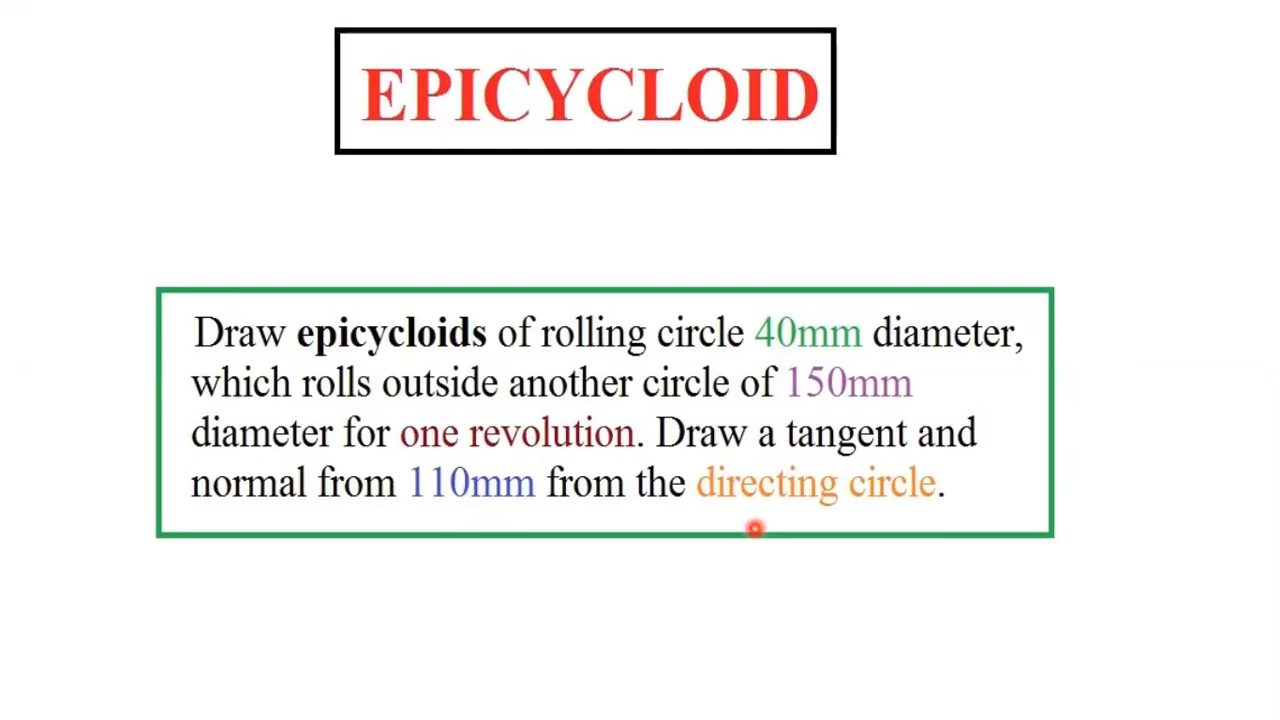 EPICYCLOID
Draw epicycloids of rolling circle 40mm diameter,
which rolls outside another circle of 150mm
diameter for one revolution. Draw a tangent and
normal from 110mm from the directing circle.